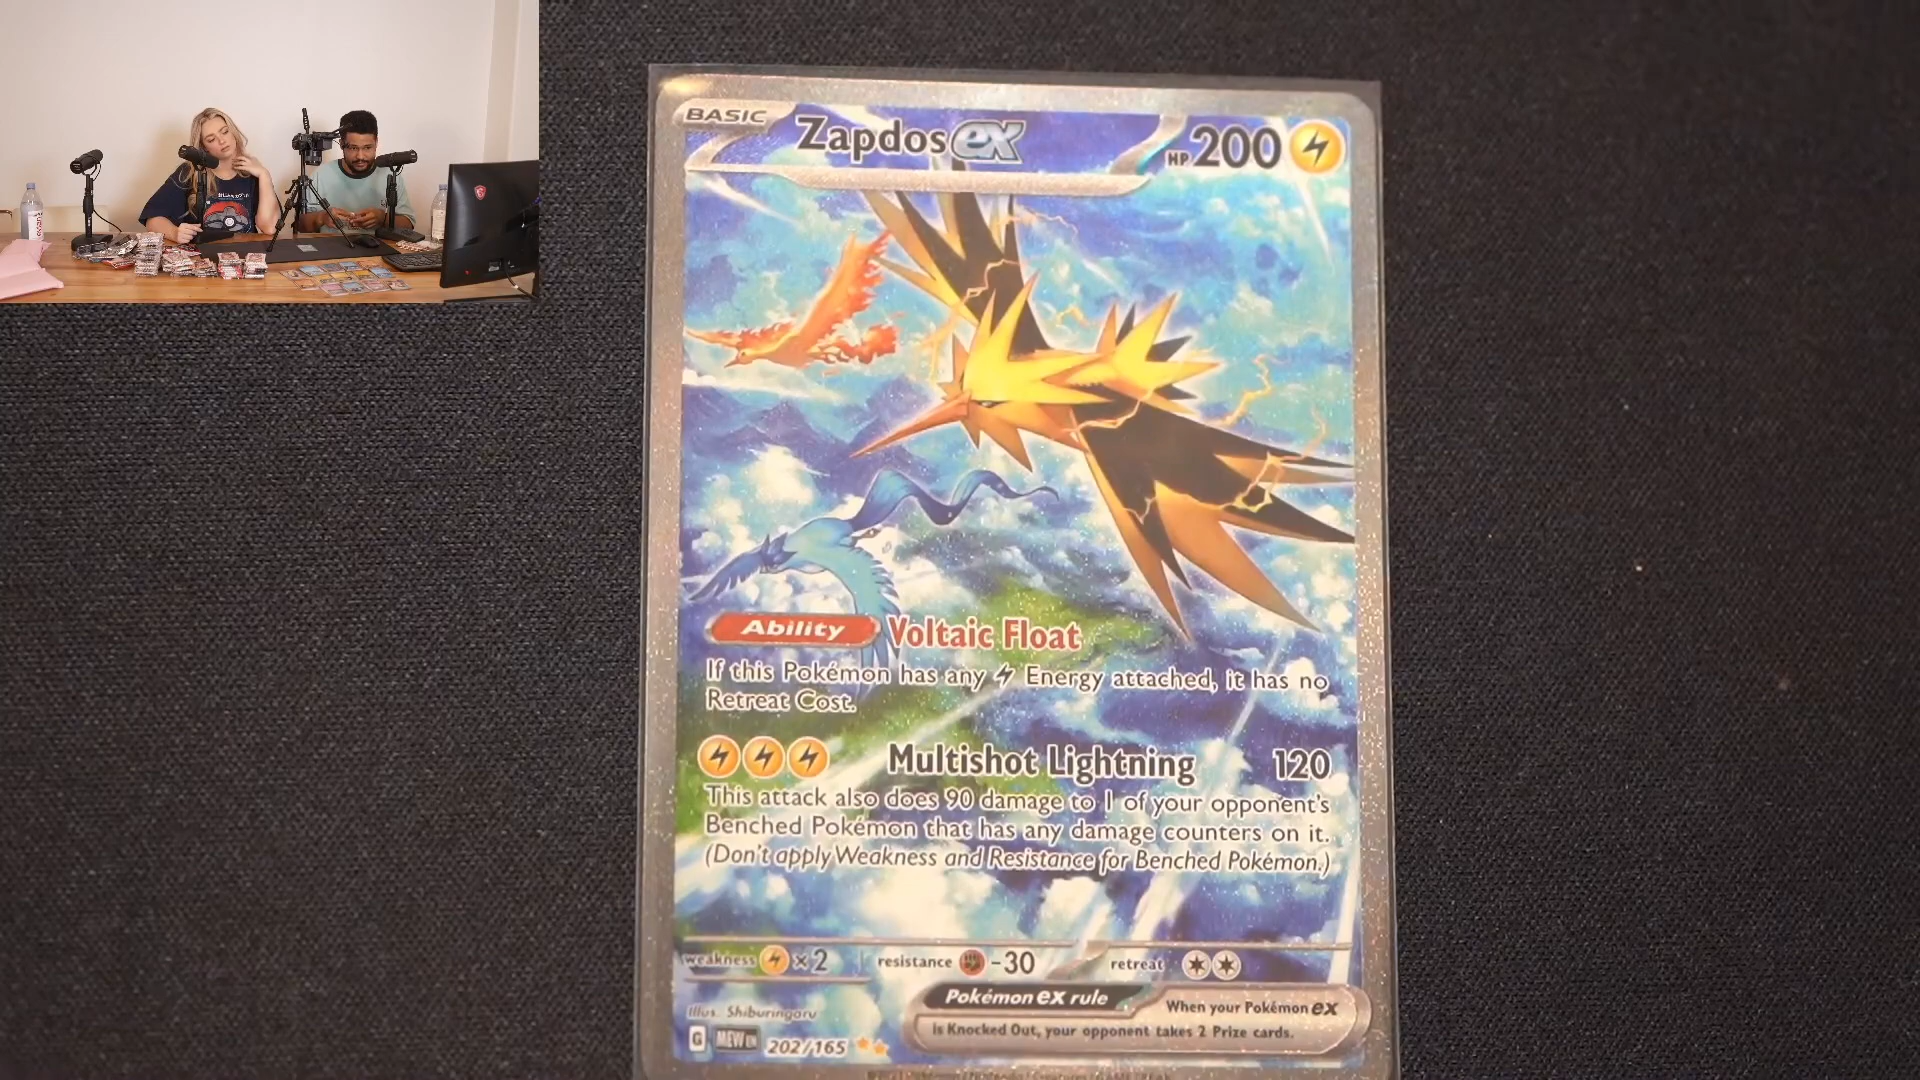 BASIC
Zapdos ex
HP 200
Ability Voltaic Float
If this Pokémon has any Energy attached, it has no
Retreat Cost.
Multishot Lightning 120
This attack also does 90 damage to 1 of your opponent's
Benched Pokémon that has any damage counters on it.
(Don't apply Weakness and Resistance for Benched Pokémon.)
weakness ×2 resistance -30 retreat
Pokémon ex rule
When your Pokémon ex
is Knocked Out, your opponent takes 2 Prize cards.
Illus. Shiburingaru
G MEW EN 202/165